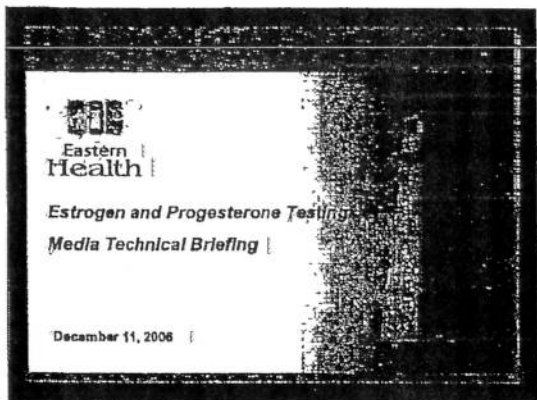 Eastern
Health
Estrogen and Progesterone Testing
Media Technical Briefing
December 11, 2006